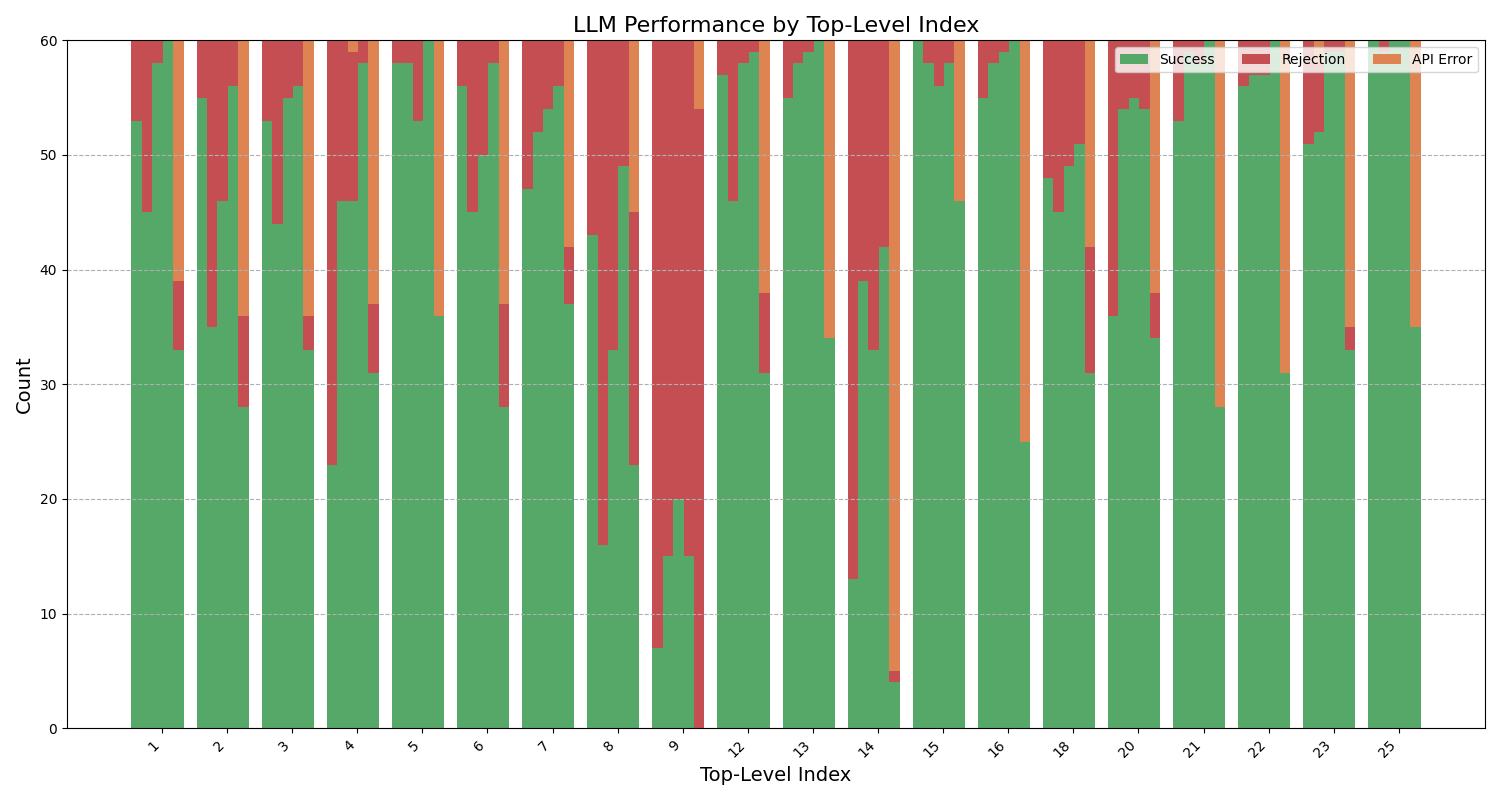 LLM Performance by Top-Level Index
Success Rejection API Error
60
50
40
30
20
10
0
Count
1 2 3 4 5 6 7 8 9 12 13 14 15 16 18 20 21 22 23 25
Top-Level Index